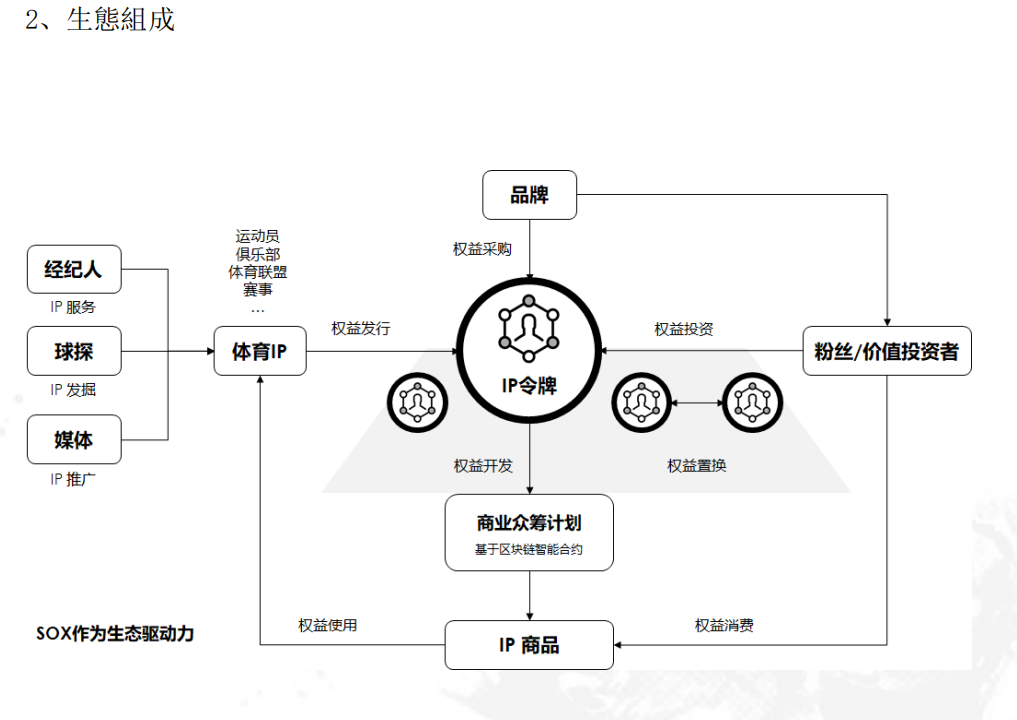 2、生態組成
品牌
权益采购
运动员
俱乐部
体育联盟
赛事
...
经纪人
IP 服务
球探
IP 发掘
媒体
IP 推广
体育IP
权益发行
IP令牌
权益投资
粉丝/价值投资者
权益开发
权益置换
商业众筹计划
基于区块链智能合约
SOX作为生态驱动力
权益使用
IP 商品
权益消费